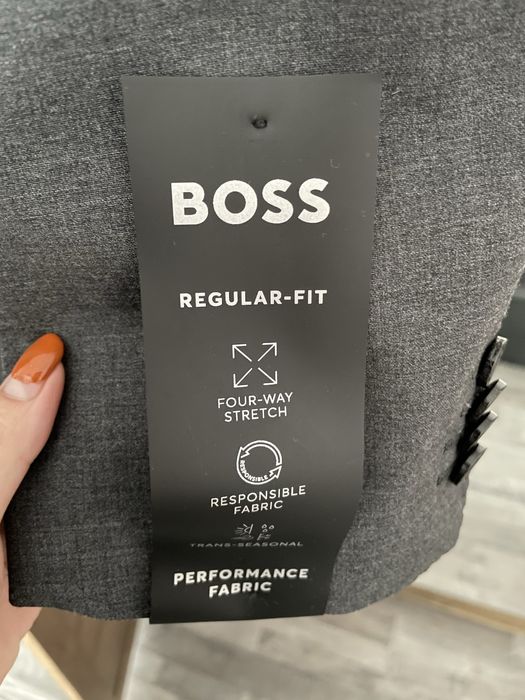 BOSS
REGULAR-FIT
FOUR-WAY
STRETCH
RESPONSIBLE
RESPONSIBLE
FABRIC
TRANS-SEASONAL
PERFORMANCE
FABRIC